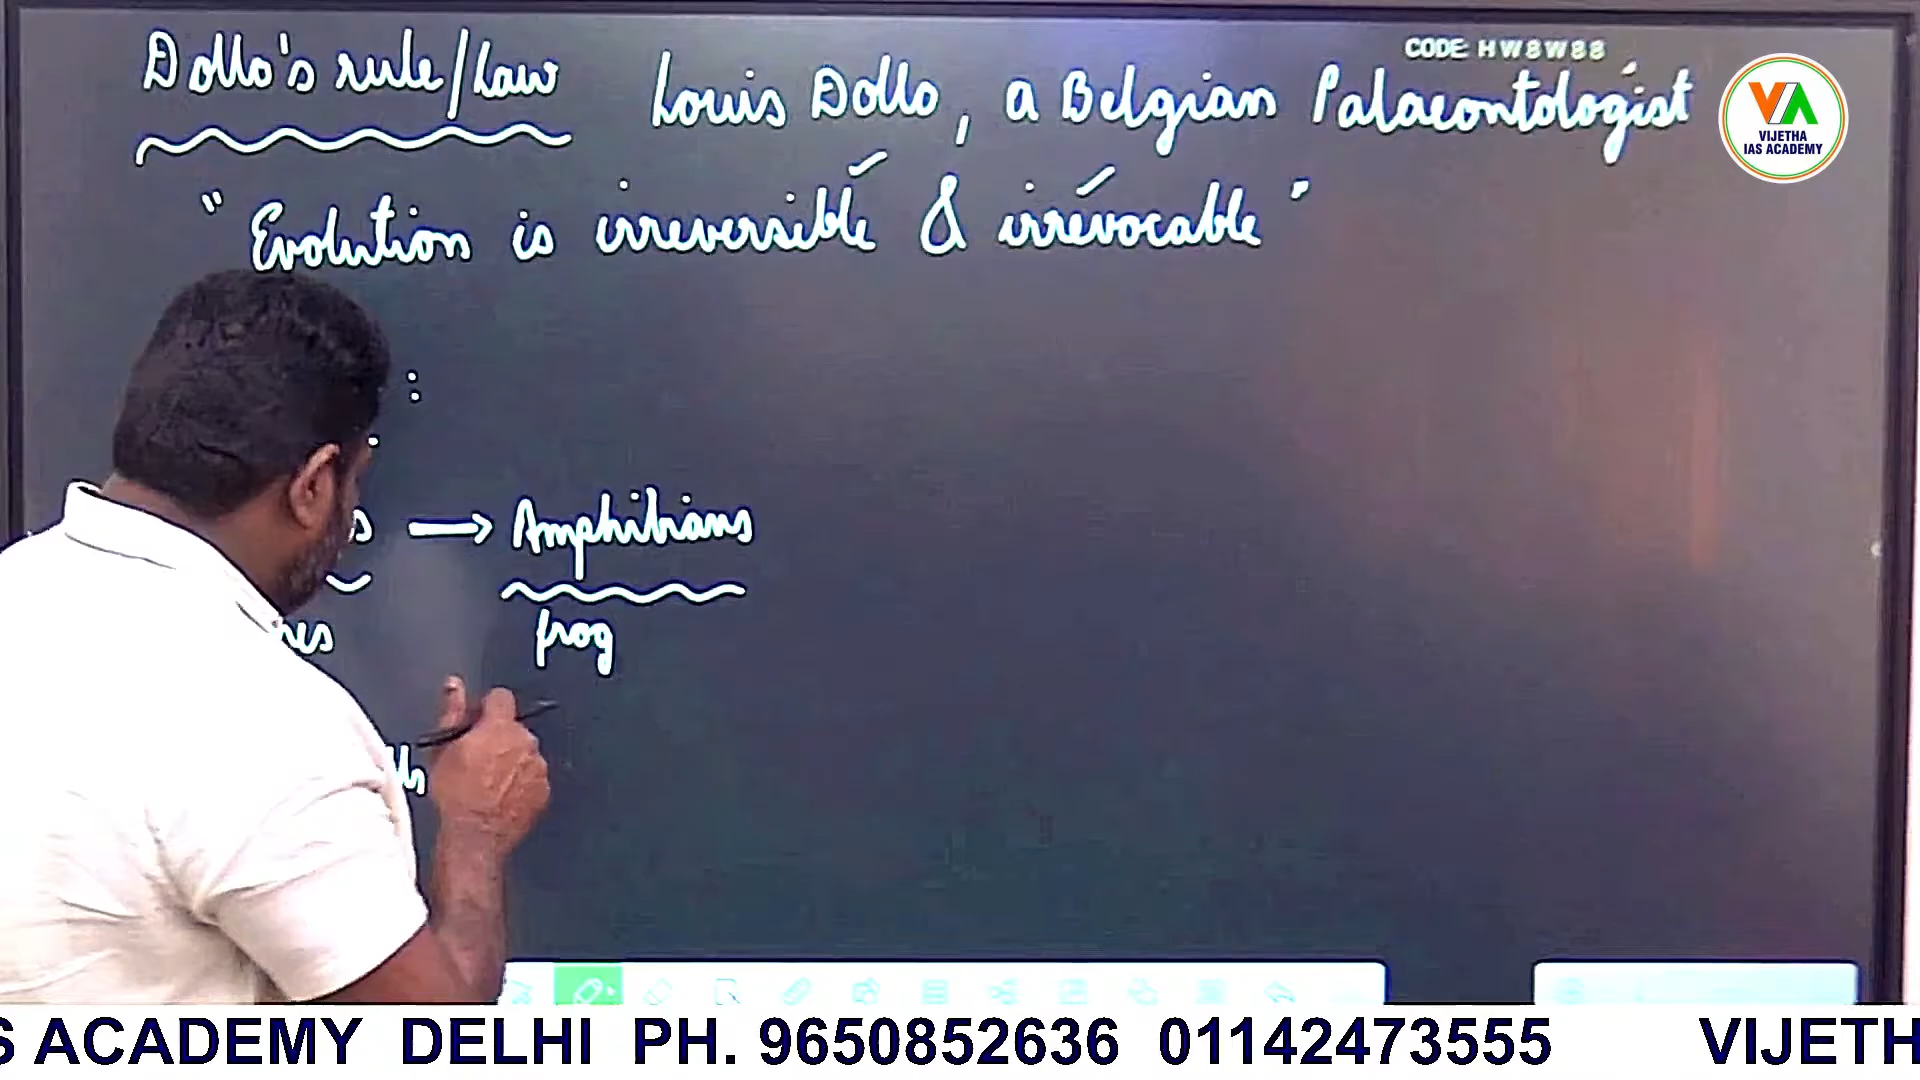 CODE: HW8W88
Dollo's rule/Law Louis Dollo, a Belgian Palaeontologist
VA
VIJETHA
IAS ACADEMY
"Evolution is irreversible & irrevocable"
:
→ Amphibians
frog
S ACADEMY DELHI PH. 9650852636 01142473555 VIJETH